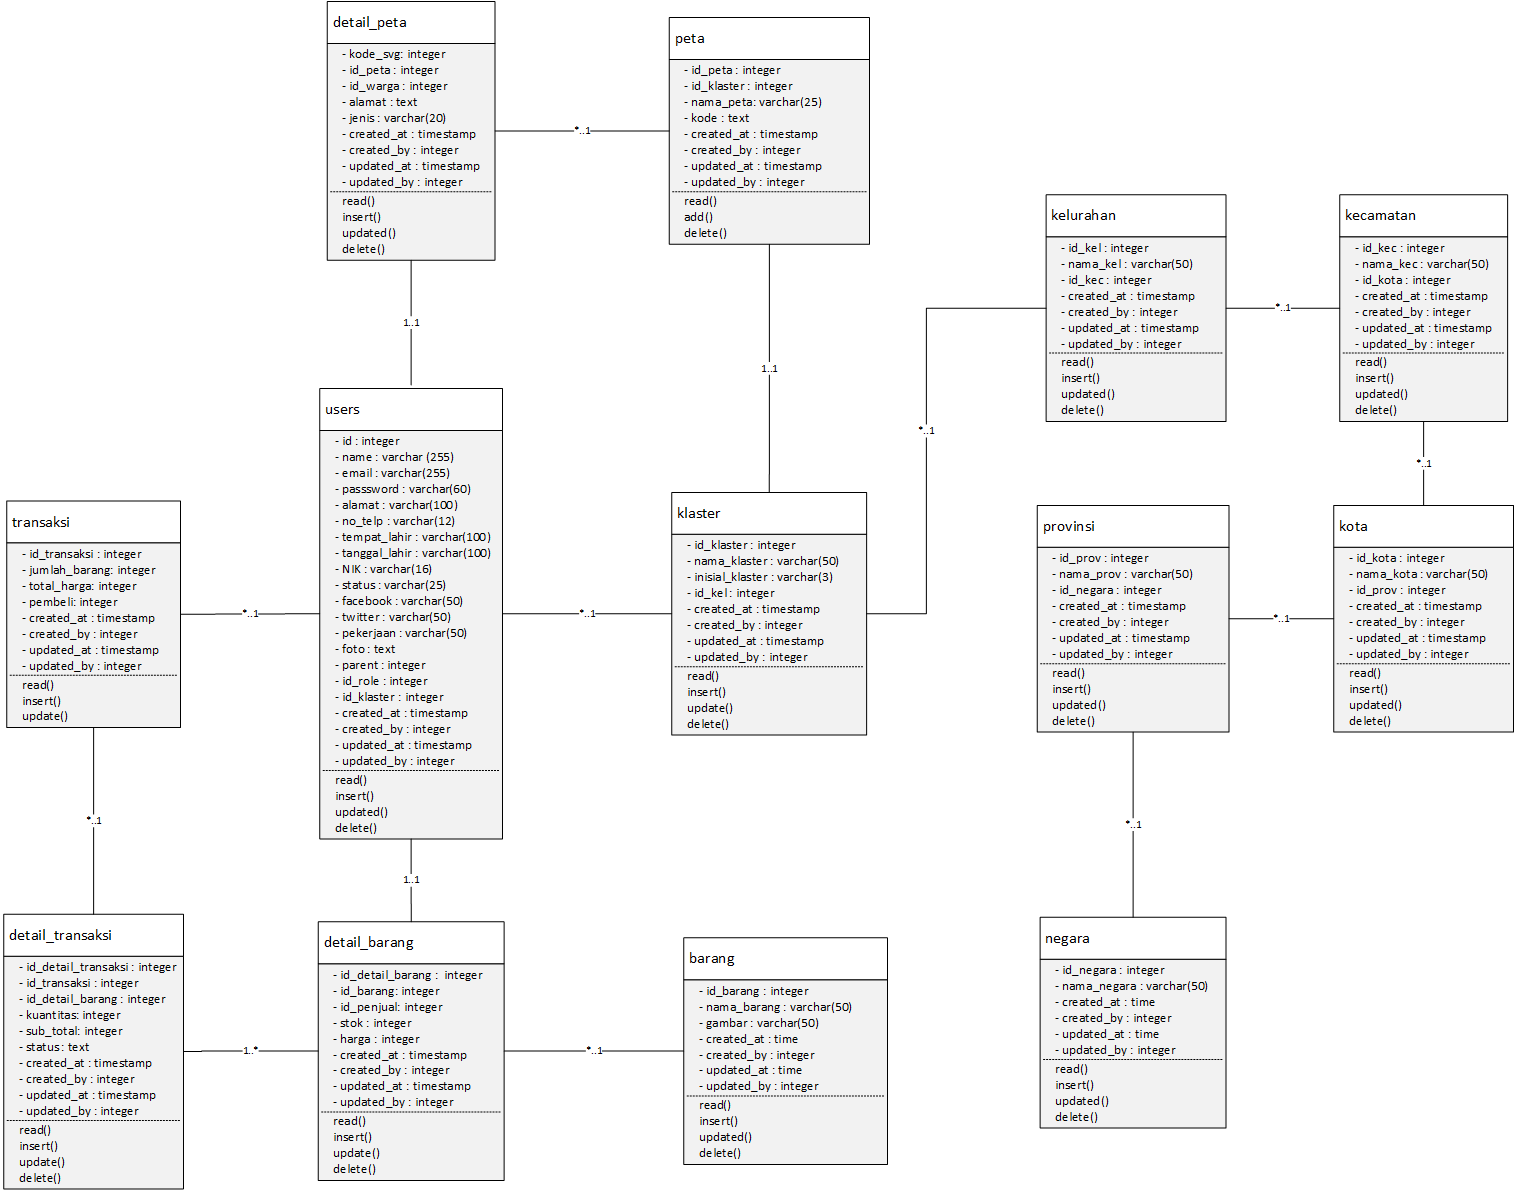 detail_peta
- kode_svg: integer
- id_peta : integer
- id_warga : integer
- alamat : text
- jenis : varchar(20)
- created_at : timestamp
- created_by : integer
- updated_at : timestamp
- updated_by : integer
read()
insert()
updated()
delete()
*..1
peta
- id_peta : integer
- id_klaster : integer
- nama_peta: varchar(25)
- kode : text
- created_at : timestamp
- created_by : integer
- updated_at : timestamp
- updated_by : integer
read()
add()
delete()
1..1
1..1
kelurahan
- id_kel : integer
- nama_kel : varchar(50)
- id_kec : integer
- created_at : timestamp
- created_by : integer
- updated_at : timestamp
- updated_by : integer
read()
insert()
updated()
delete()
*..1
kecamatan
- id_kec : integer
- nama_kec : varchar(50)
- id_kota : integer
- created_at : timestamp
- created_by : integer
- updated_at : timestamp
- updated_by : integer
read()
insert()
updated()
delete()
*..1
*..1
transaksi
- id_transaksi : integer
- jumlah_barang: integer
- total_harga: integer
- pembeli: integer
- created_at : timestamp
- created_by : integer
- updated_at : timestamp
- updated_by : integer
read()
insert()
update()
*..1
users
- id : integer
- name : varchar (255)
- email : varchar(255)
- passsword : varchar(60)
- alamat : varchar(100)
- no_telp : varchar(12)
- tempat_lahir : varchar(100)
- tanggal_lahir : varchar(100)
- NIK : varchar(16)
- status : varchar(25)
- facebook : varchar(50)
- twitter : varchar(50)
- pekerjaan : varchar(50)
- foto : text
- parent : integer
- id_role : integer
- id_klaster : integer
- created_at : timestamp
- created_by : integer
- updated_at : timestamp
- updated_by : integer
read()
insert()
updated()
delete()
*..1
klaster
- id_klaster : integer
- nama_klaster : varchar(50)
- inisial_klaster : varchar(3)
- id_kel : integer
- created_at : timestamp
- created_by : integer
- updated_at : timestamp
- updated_by : integer
read()
insert()
update()
delete()
provinsi
- id_prov : integer
- nama_prov : varchar(50)
- id_negara : integer
- created_at : timestamp
- created_by : integer
- updated_at : timestamp
- updated_by : integer
read()
insert()
updated()
delete()
*..1
kota
- id_kota : integer
- nama_kota : varchar(50)
- id_prov : integer
- created_at : timestamp
- created_by : integer
- updated_at : timestamp
- updated_by : integer
read()
insert()
updated()
delete()
*..1
1..1
*..1
detail_transaksi
- id_detail_transaksi : integer
- id_transaksi : integer
- id_detail_barang : integer
- kuantitas: integer
- sub_total: integer
- status : text
- created_at : timestamp
- created_by : integer
- updated_at : timestamp
- updated_by : integer
read()
insert()
update()
delete()
1..*
detail_barang
- id_detail_barang : integer
- id_barang: integer
- id_penjual: integer
- stok : integer
- harga : integer
- created_at : timestamp
- created_by : integer
- updated_at : timestamp
- updated_by : integer
read()
insert()
update()
delete()
*..1
barang
- id_barang : integer
- nama_barang : varchar(50)
- gambar : varchar(50)
- created_at : time
- created_by : integer
- updated_at : time
- updated_by : integer
read()
insert()
updated()
delete()
negara
- id_negara : integer
- nama_negara : varchar(50)
- created_at : time
- created_by : integer
- updated_at : time
- updated_by : integer
read()
insert()
updated()
delete()